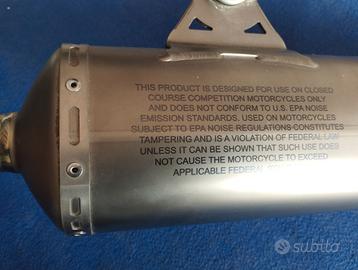 THIS PRODUCT IS DESIGNED FOR USE ON CLOSED
COURSE COMPETITION MOTORCYCLES ONLY
AND DOES NOT CONFORM TO U.S. EPA NOISE
EMISSION STANDARDS. USED ON MOTORCYCLES
SUBJECT TO EPA NOISE REGULATIONS CONSTITUTES
TAMPERING AND IS A VIOLATION OF FEDERAL LAW
UNLESS IT CAN BE SHOWN THAT SUCH USE DOES
NOT CAUSE THE MOTORCYCLE TO EXCEED
APPLICABLE FEDERAL
subito